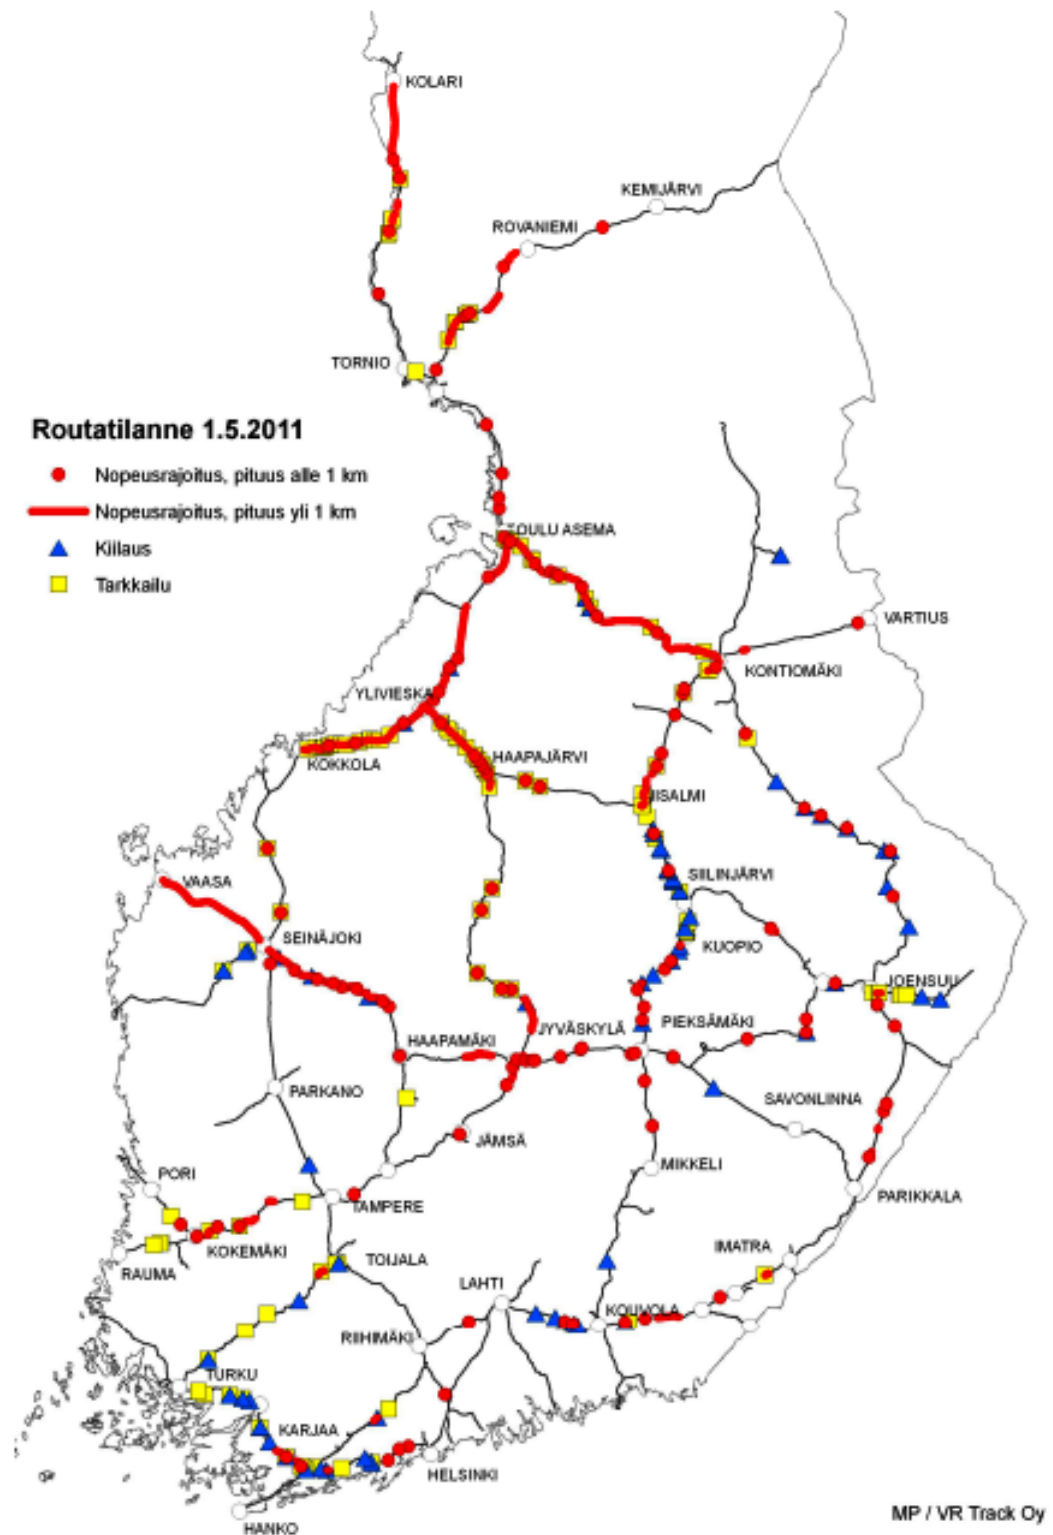 KOLARI
KEMIJÄRVI
ROVANIEMI
TORNIO
Routatilanne 1.5.2011
Nopeusrajoitus, pituus alle 1 km
Nopeusrajoitus, pituus yli 1 km
Kiilaus
Tarkkailu
OULU ASEMA
VARTIUS
KONTIOMÄKI
YLIVIESKA
HAAPAJÄRVI
KOKKOLA
IISALMI
VAASA
SIILINJÄRVI
SEINÄJOKI
KUOPIO
JOENSUU
HAAPAMÄKI
JYVÄSKYLÄ
PIEKSÄMÄKI
PARKANO
SAVONLINNA
JÄMSÄ
MIKKELI
PORI
PARIKKALA
TAMPERE
KOKEMÄKI
RAUMA
TOIJALA
IMATRA
LAHTI
KOUVOLA
RIIHIMÄKI
TURKU
KARJAA
HELSINKI
HANKO
MP / VR Track Oy